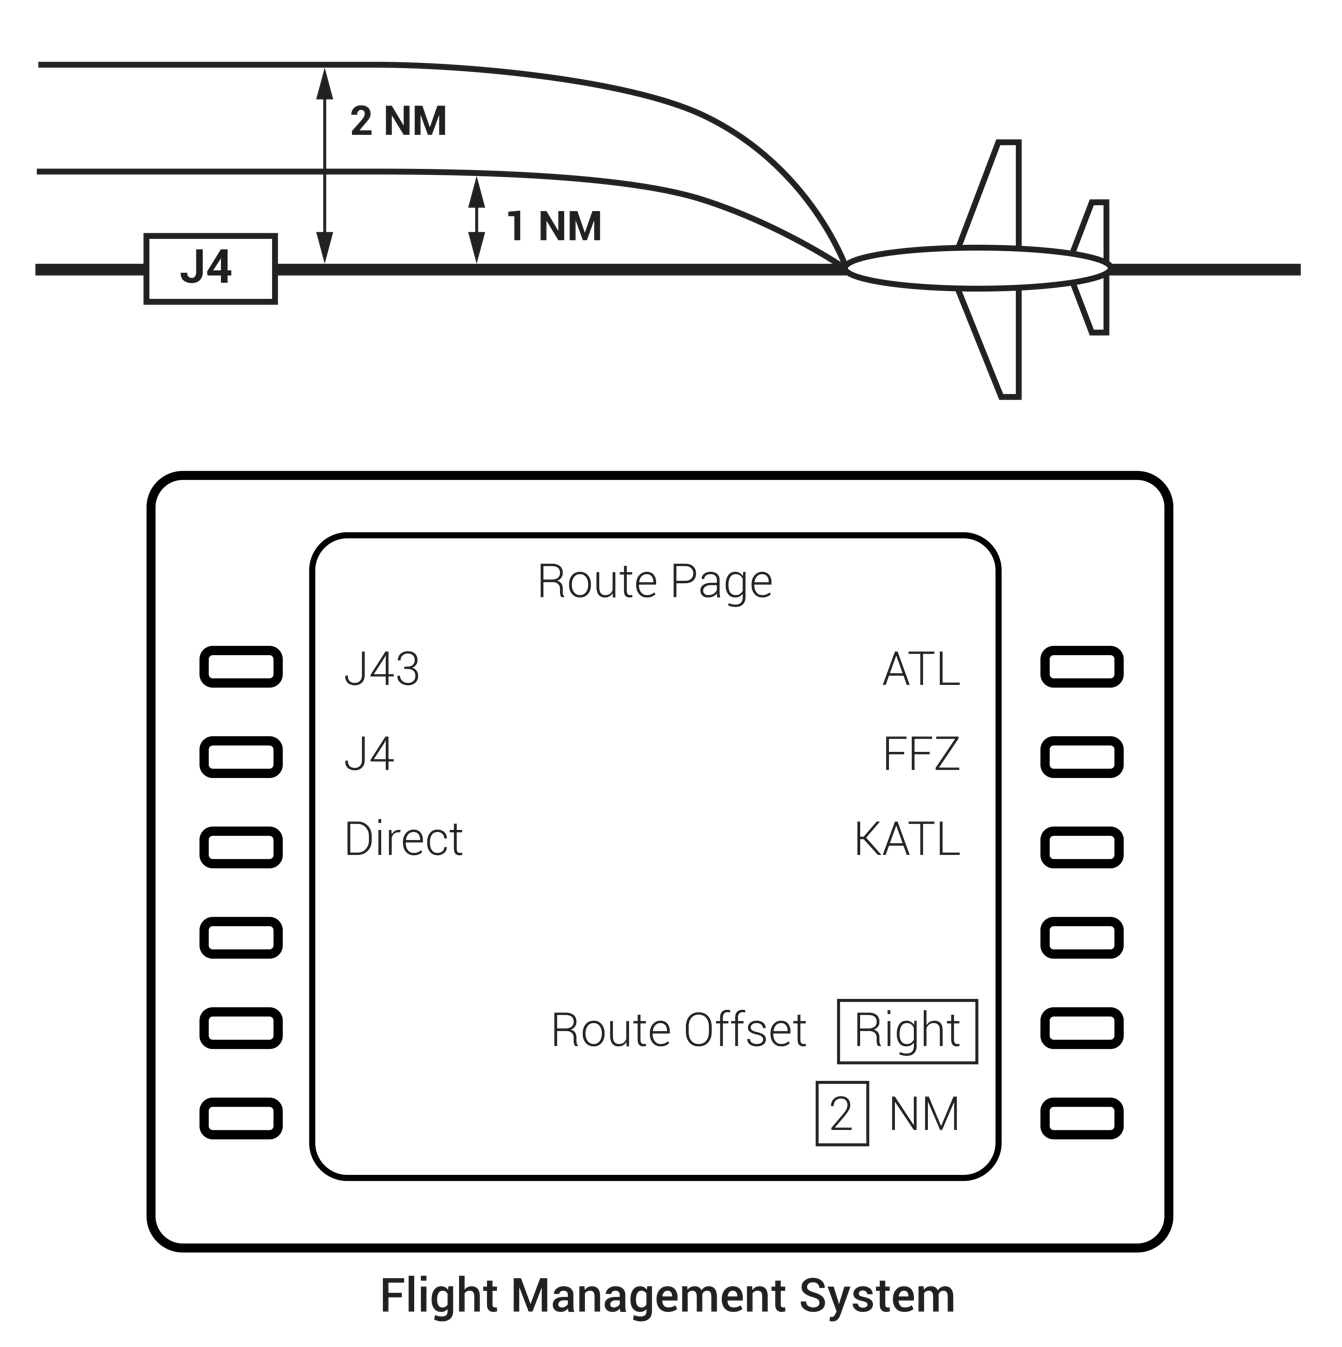 2 NM
1 NM
J4
Route Page
J43 ATL
J4 FFZ
Direct KATL
Route Offset Right
2 NM
Flight Management System